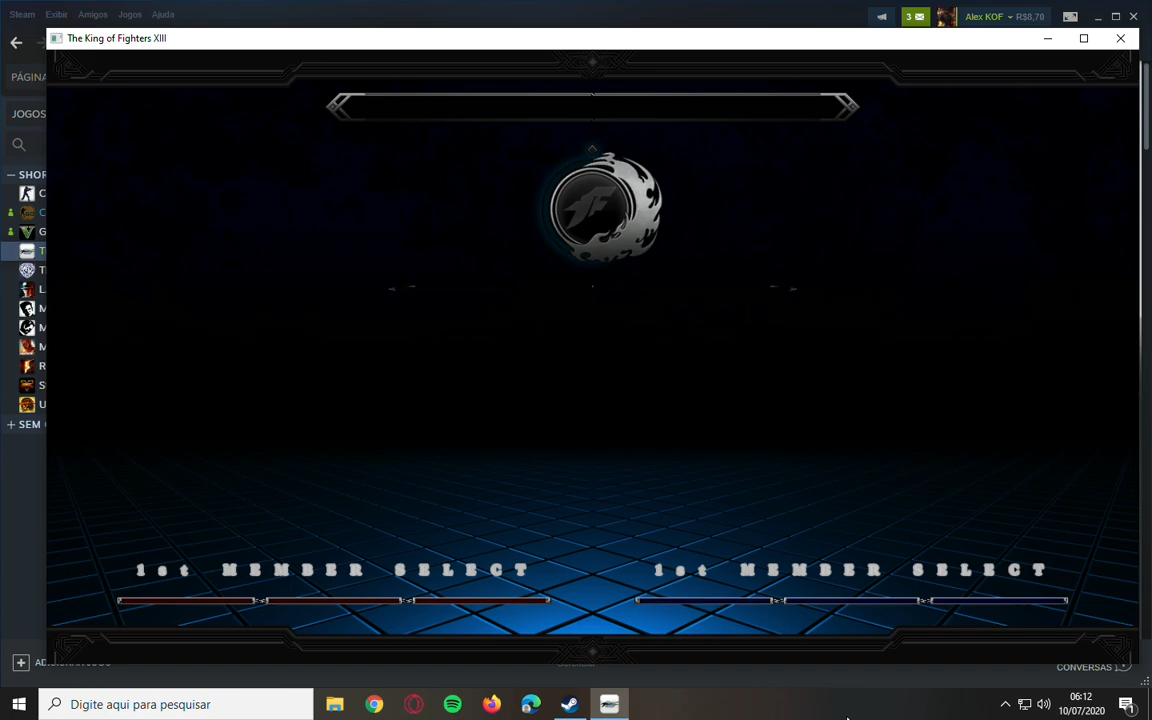 Steam Exibir Amigos Jogos Ajuda
3 Alex KOF R$8,70
The King of Fighters XIII
PÁGINA
JOGOS
SHOR
C
C
G
T
T
L
M
M
M
R
S
U
SEM
1st MEMBER SELECT 1st MEMBER SELECT
CONVERSAS
Digite aqui para pesquisar
06:12
10/07/2020
1